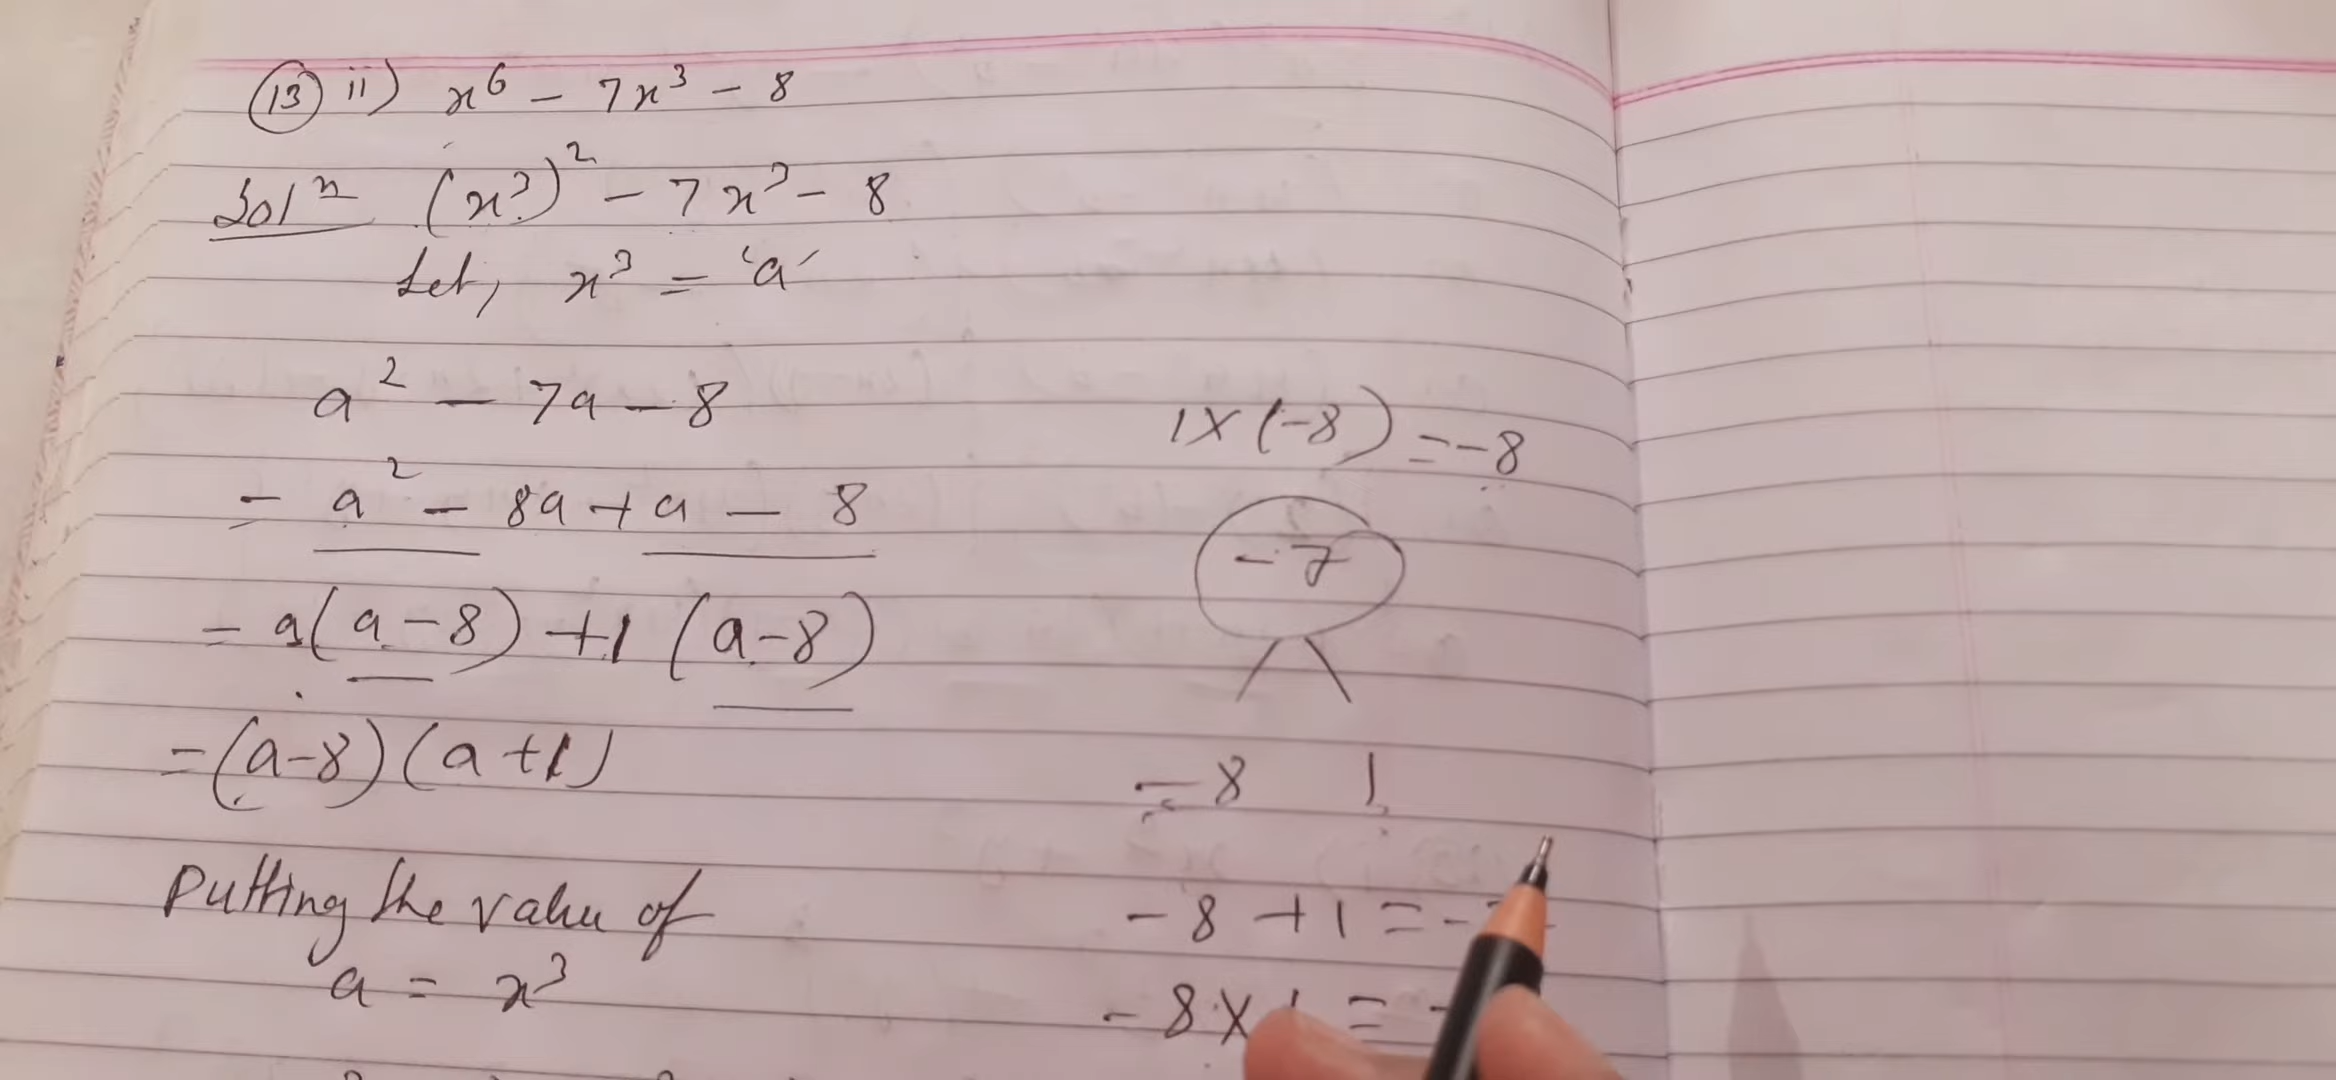 13 ii) x⁶ - 7x³ - 8
Solⁿ (x³)² - 7x³ - 8
Let, x³ = 'a'
a² - 7a - 8
= a² - 8a + a - 8
= a(a-8) +1 (a-8)
= (a-8) (a+1)
Putting the value of
a = x³
1 × (-8) = -8
-7
-8 1
-8 + 1 = -
-8 × 1 = -